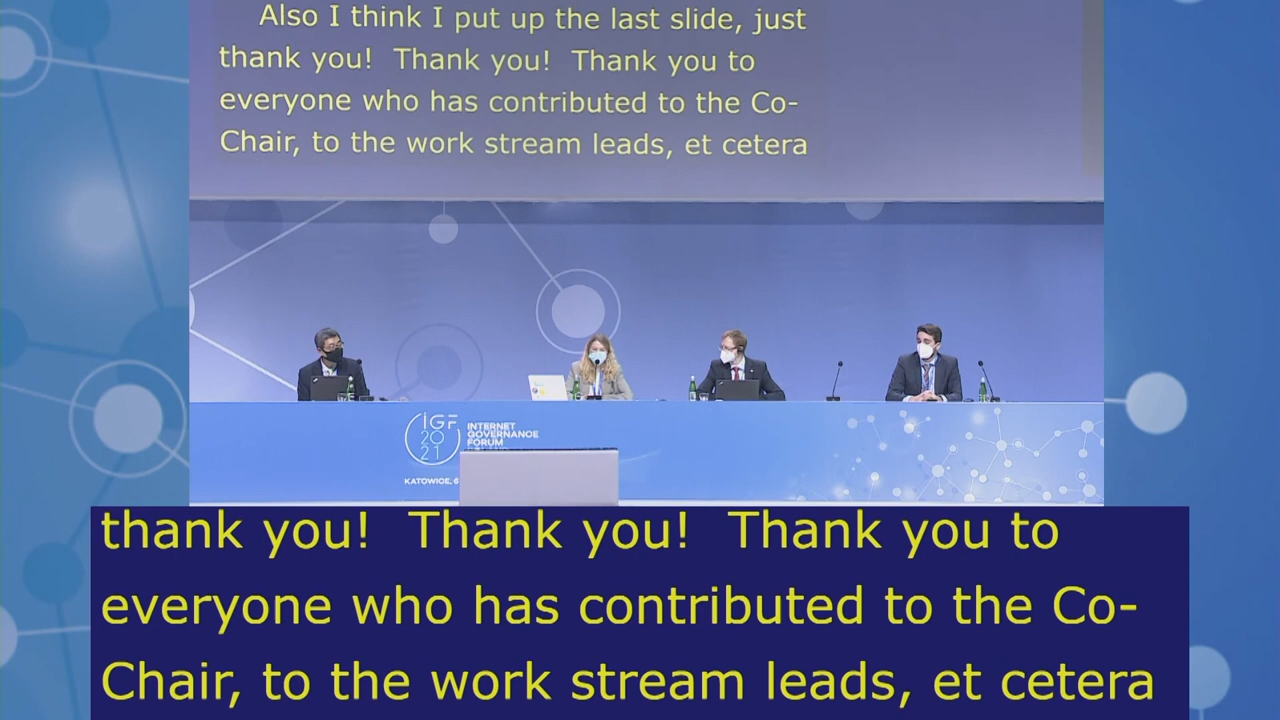 Also I think I put up the last slide, just
thank you!  Thank you!  Thank you to
everyone who has contributed to the Co-
Chair, to the work stream leads, et cetera
IGF
20
21
INTERNET
GOVERNANCE
FORUM
KATOWICE, 6
thank you!  Thank you!  Thank you to
everyone who has contributed to the Co-
Chair, to the work stream leads, et cetera